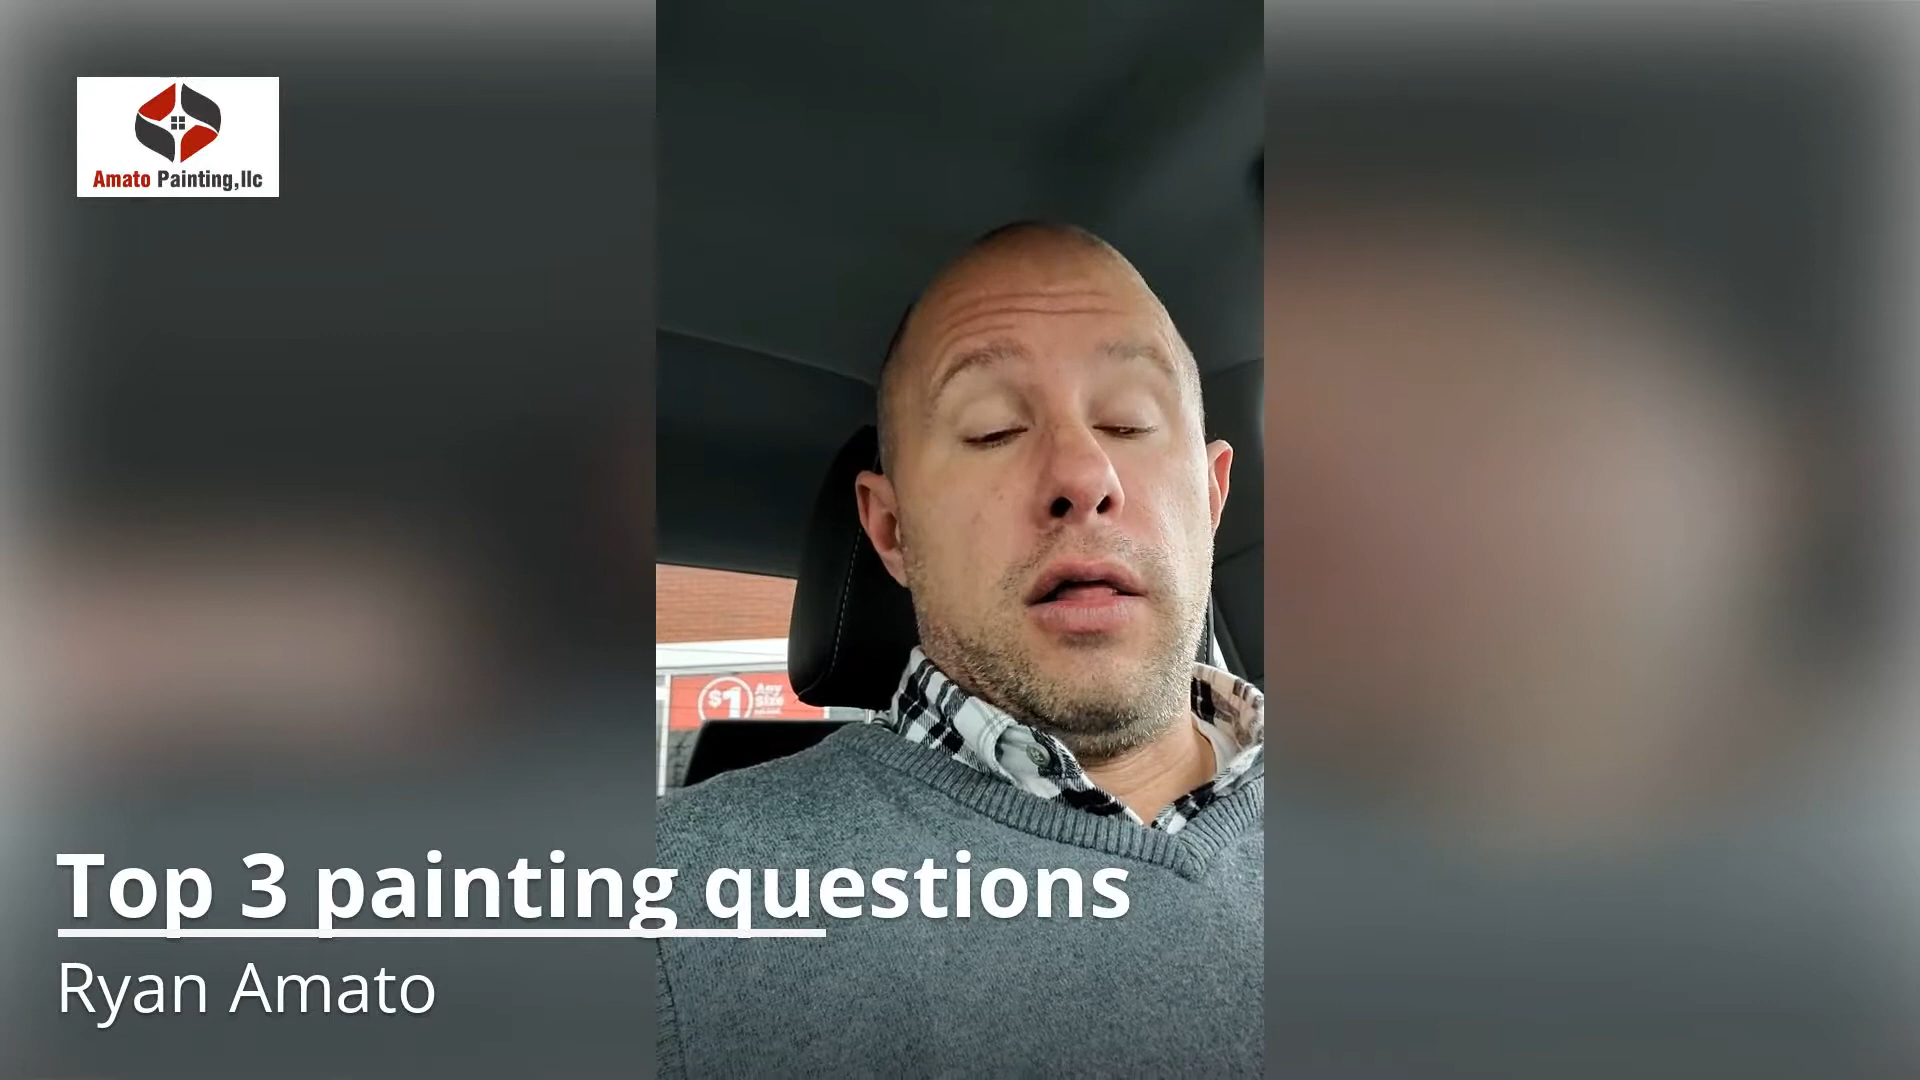 Amato Painting,llc
$1 Any
Size
Top 3 painting questions
Ryan Amato